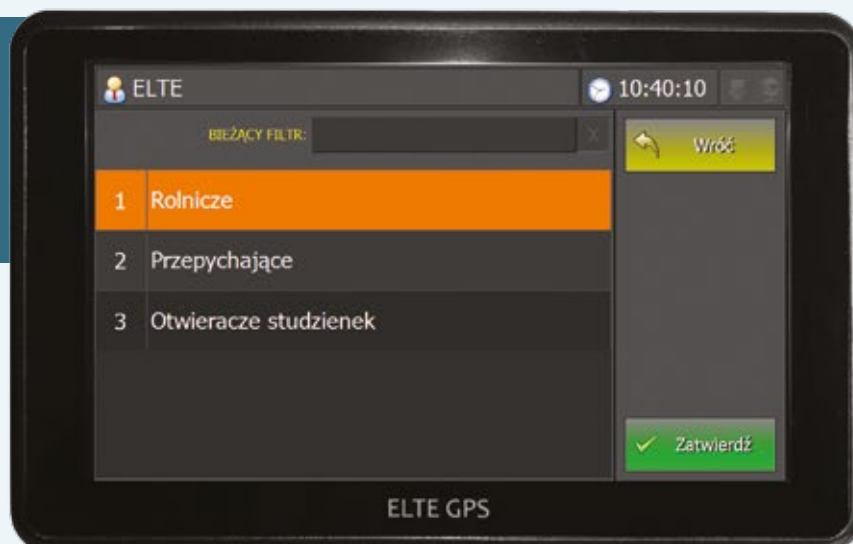 ELTE 10:40:10
BIEŻĄCY FILTR: X Wróć
1 Rolnicze
2 Przepychające
3 Otwieracze studzienek
Zatwierdź
ELTE GPS